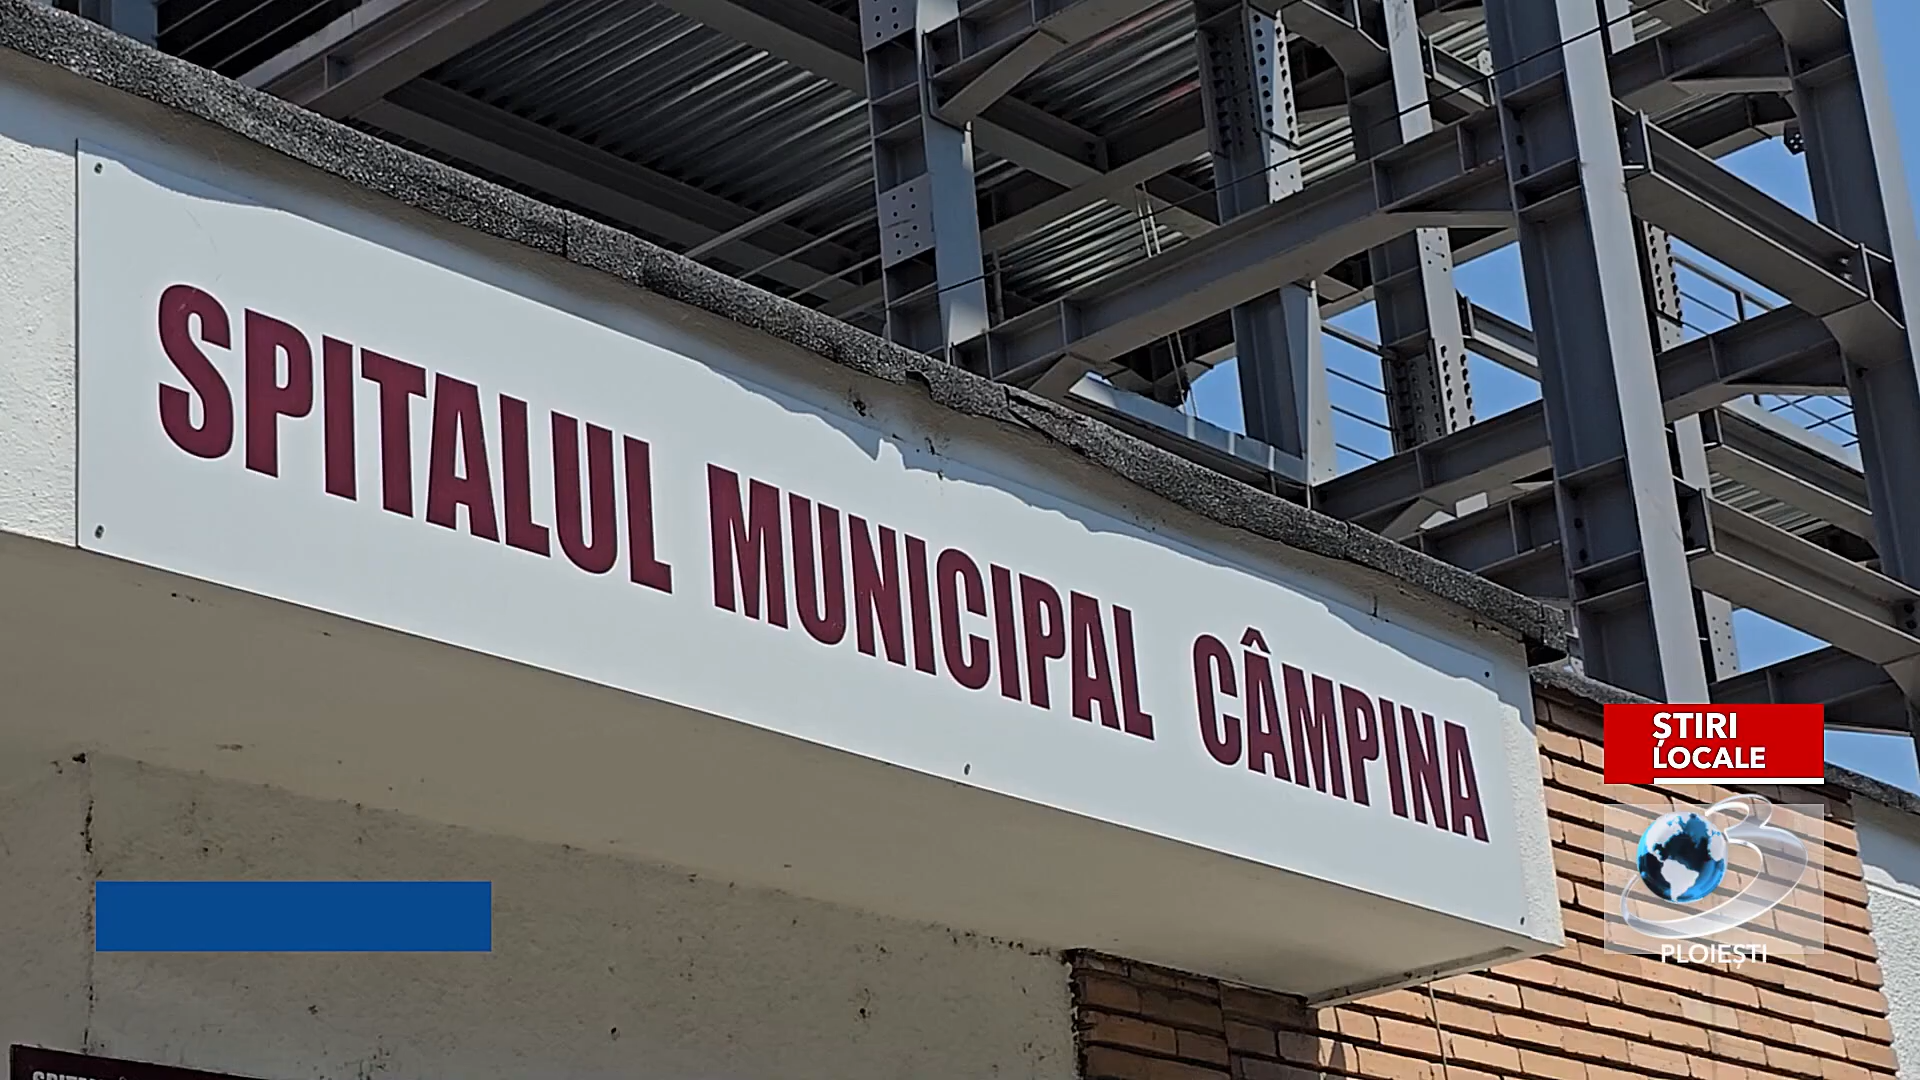 SPITALUL MUNICIPAL CÂMPINA
ȘTIRI
LOCALE
PLOIEȘTI